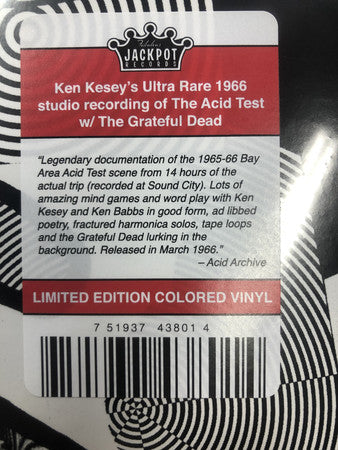 Fabulous
JACKPOT
RECORDS
Ken Kesey's Ultra Rare 1966
studio recording of The Acid Test
w/ The Grateful Dead
"Legendary documentation of the 1965-66 Bay
Area Acid Test scene from 14 hours of the
actual trip (recorded at Sound City). Lots of
amazing mind games and word play with Ken
Kesey and Ken Babbs in good form, ad libbed
poetry, fractured harmonica solos, tape loops
and the Grateful Dead lurking in the
background. Released in March 1966."
– Acid Archive
LIMITED EDITION COLORED VINYL
7 51937 43801 4